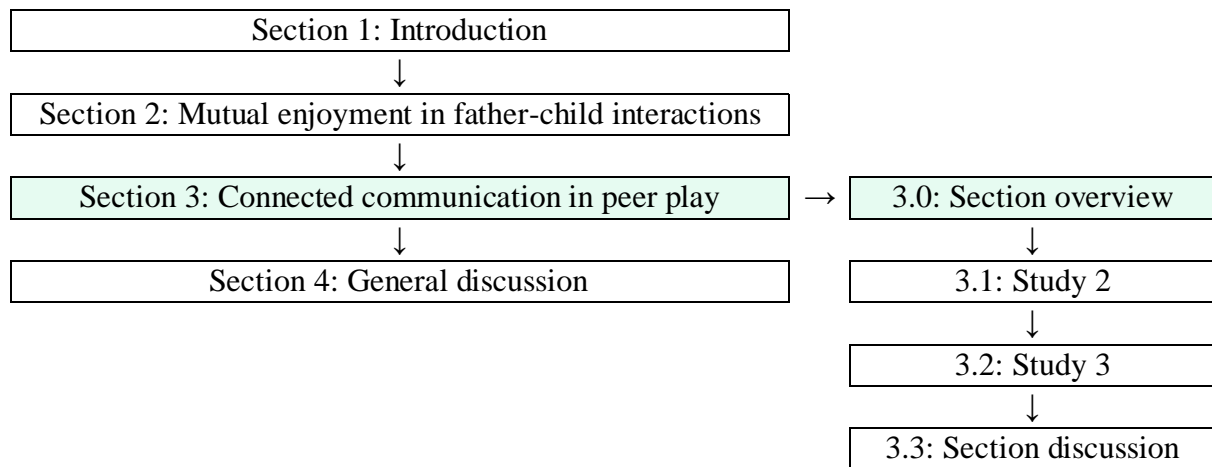 Section 1: Introduction
↓
Section 2: Mutual enjoyment in father-child interactions
↓
Section 3: Connected communication in peer play → 3.0: Section overview
↓ ↓
Section 4: General discussion 3.1: Study 2
↓
3.2: Study 3
↓
3.3: Section discussion